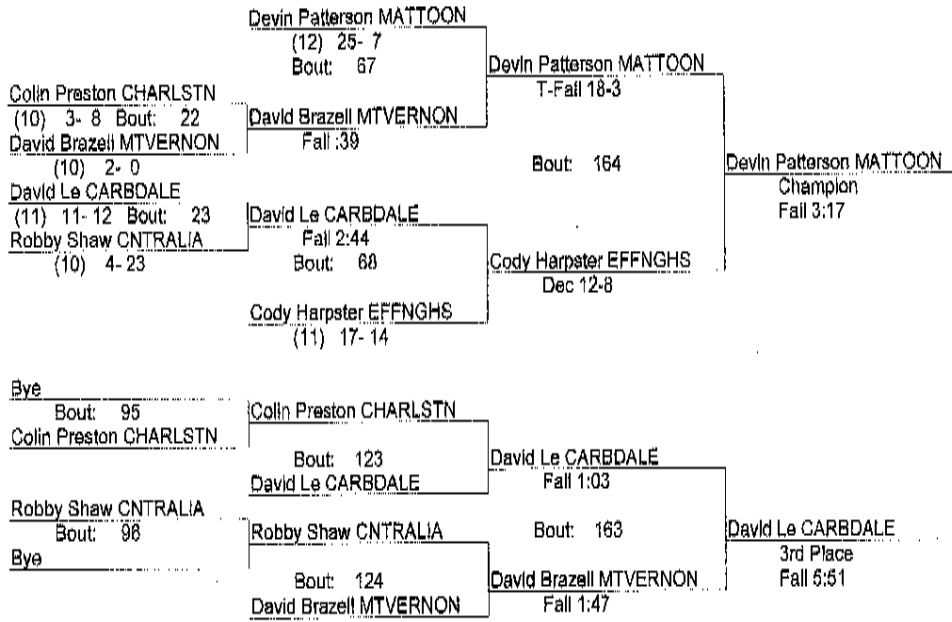 Devin Patterson MATTOON
(12) 25- 7
Bout: 67
Devin Patterson MATTOON
T-Fall 18-3
Colin Preston CHARLSTN
(10) 3- 8 Bout: 22
David Brazell MTVERNON
Fall :39
David Brazell MTVERNON
(10) 2- 0
Bout: 164
Devin Patterson MATTOON
Champion
Fall 3:17
David Le CARBDALE
(11) 11- 12 Bout: 23
David Le CARBDALE
Fall 2:44
Robby Shaw CNTRALIA
(10) 4- 23
Bout: 68
Cody Harpster EFFNGHS
Dec 12-8
Cody Harpster EFFNGHS
(11) 17- 14
Bye
Bout: 95
Colin Preston CHARLSTN
Colin Preston CHARLSTN
Bout: 123
David Le CARBDALE
David Le CARBDALE
Fall 1:03
Robby Shaw CNTRALIA
Bout: 96
Bye
Robby Shaw CNTRALIA
Bout: 163
David Le CARBDALE
3rd Place
Fall 5:51
Bout: 124
David Brazell MTVERNON
David Brazell MTVERNON
Fall 1:47